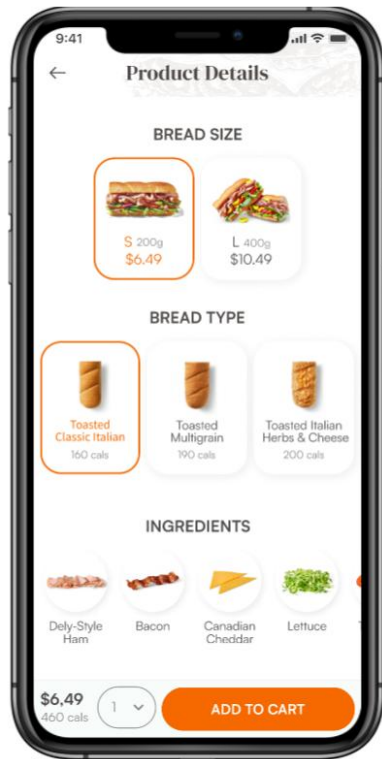 9:41
Product Details
BREAD SIZE
S 200g
$6.49
L 400g
$10.49
BREAD TYPE
Toasted
Classic Italian
160 cals
Toasted
Multigrain
190 cals
Toasted Italian
Herbs & Cheese
200 cals
INGREDIENTS
Dely-Style
Ham
Bacon
Canadian
Cheddar
Lettuce
$6,49
460 cals
1
ADD TO CART